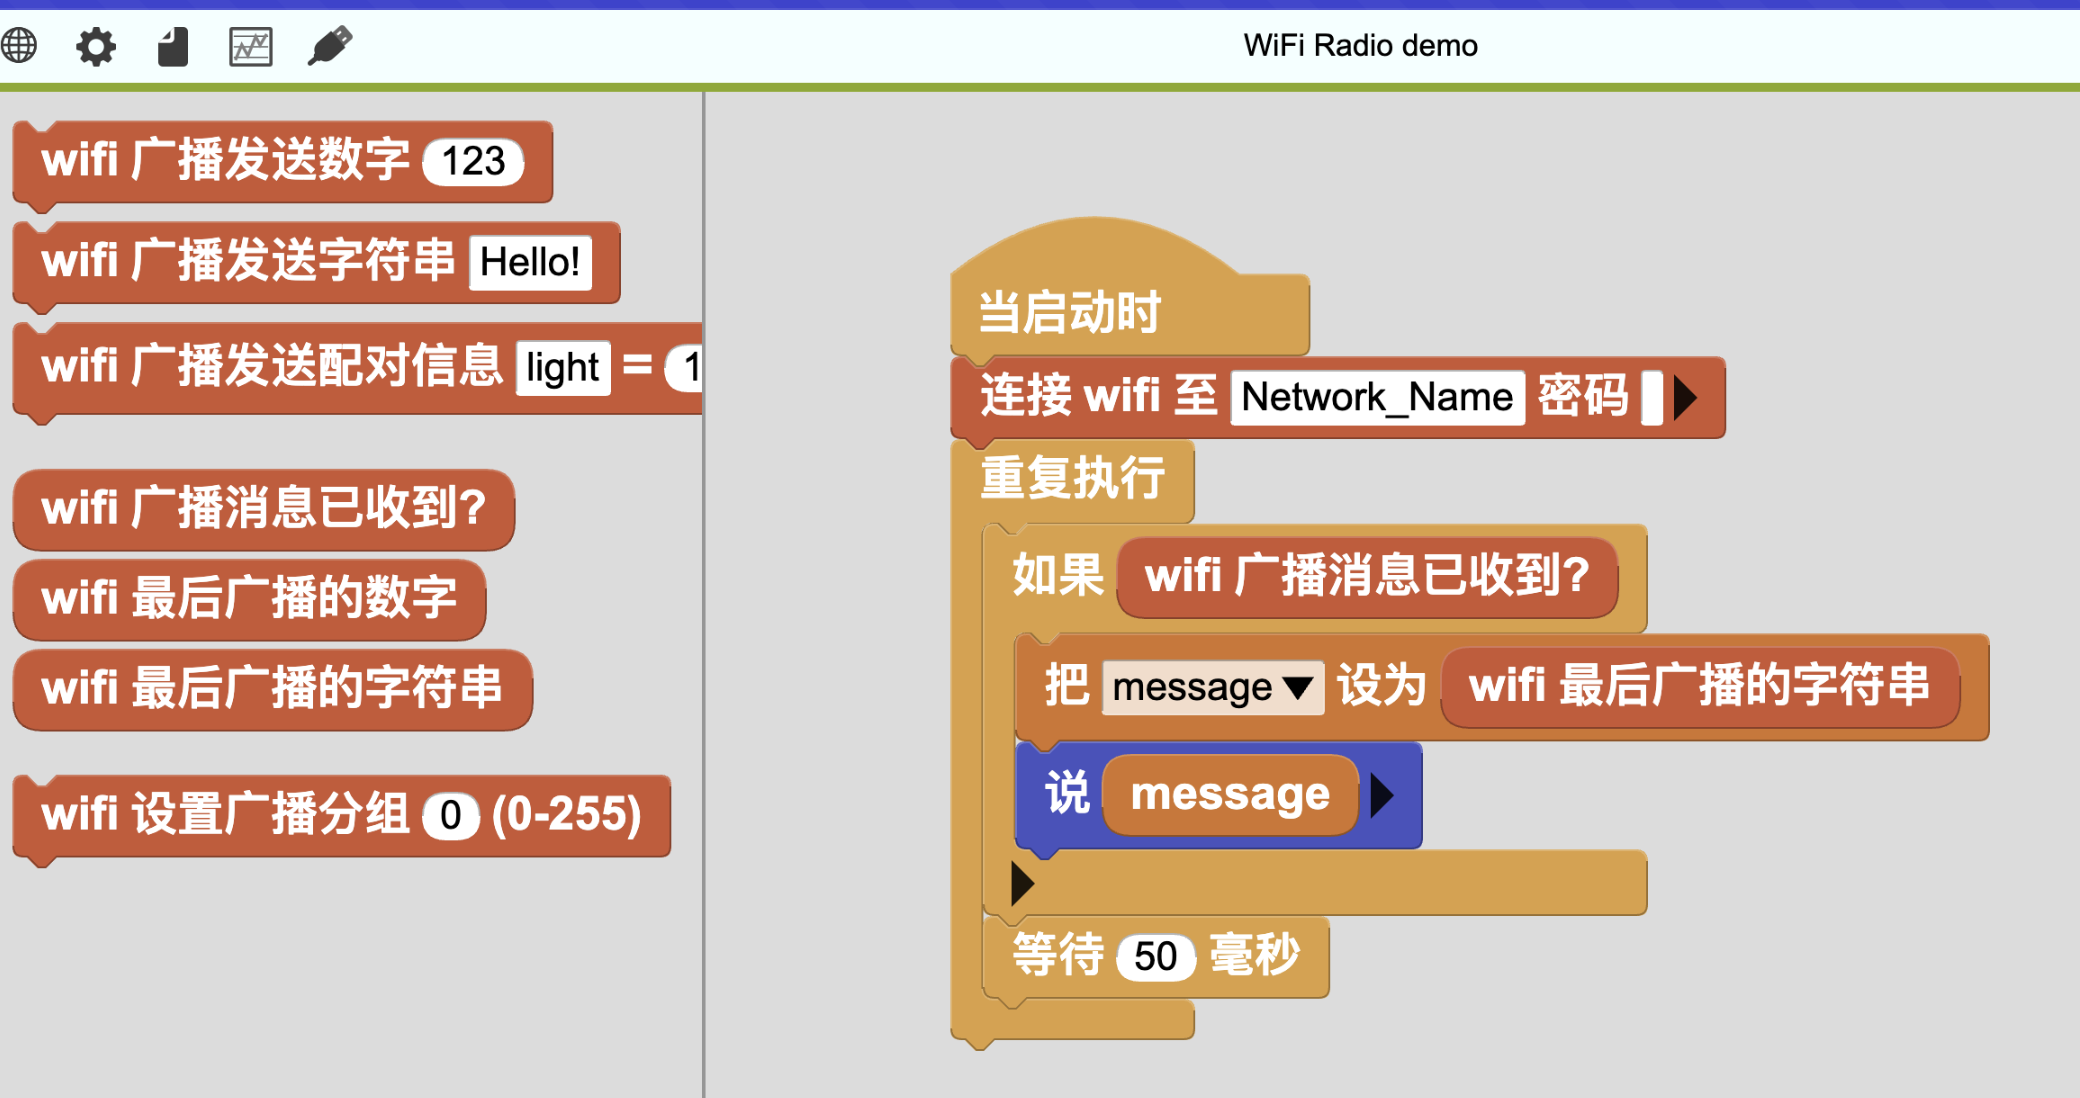 WiFi Radio demo
wifi 广播发送数字 123
wifi 广播发送字符串 Hello!
wifi 广播发送配对信息 light = 1
wifi 广播消息已收到?
wifi 最后广播的数字
wifi 最后广播的字符串
wifi 设置广播分组 0 (0-255)
当启动时
连接 wifi 至 Network_Name 密码
重复执行
如果 wifi 广播消息已收到?
把 message 设为 wifi 最后广播的字符串
说 message
等待 50 毫秒